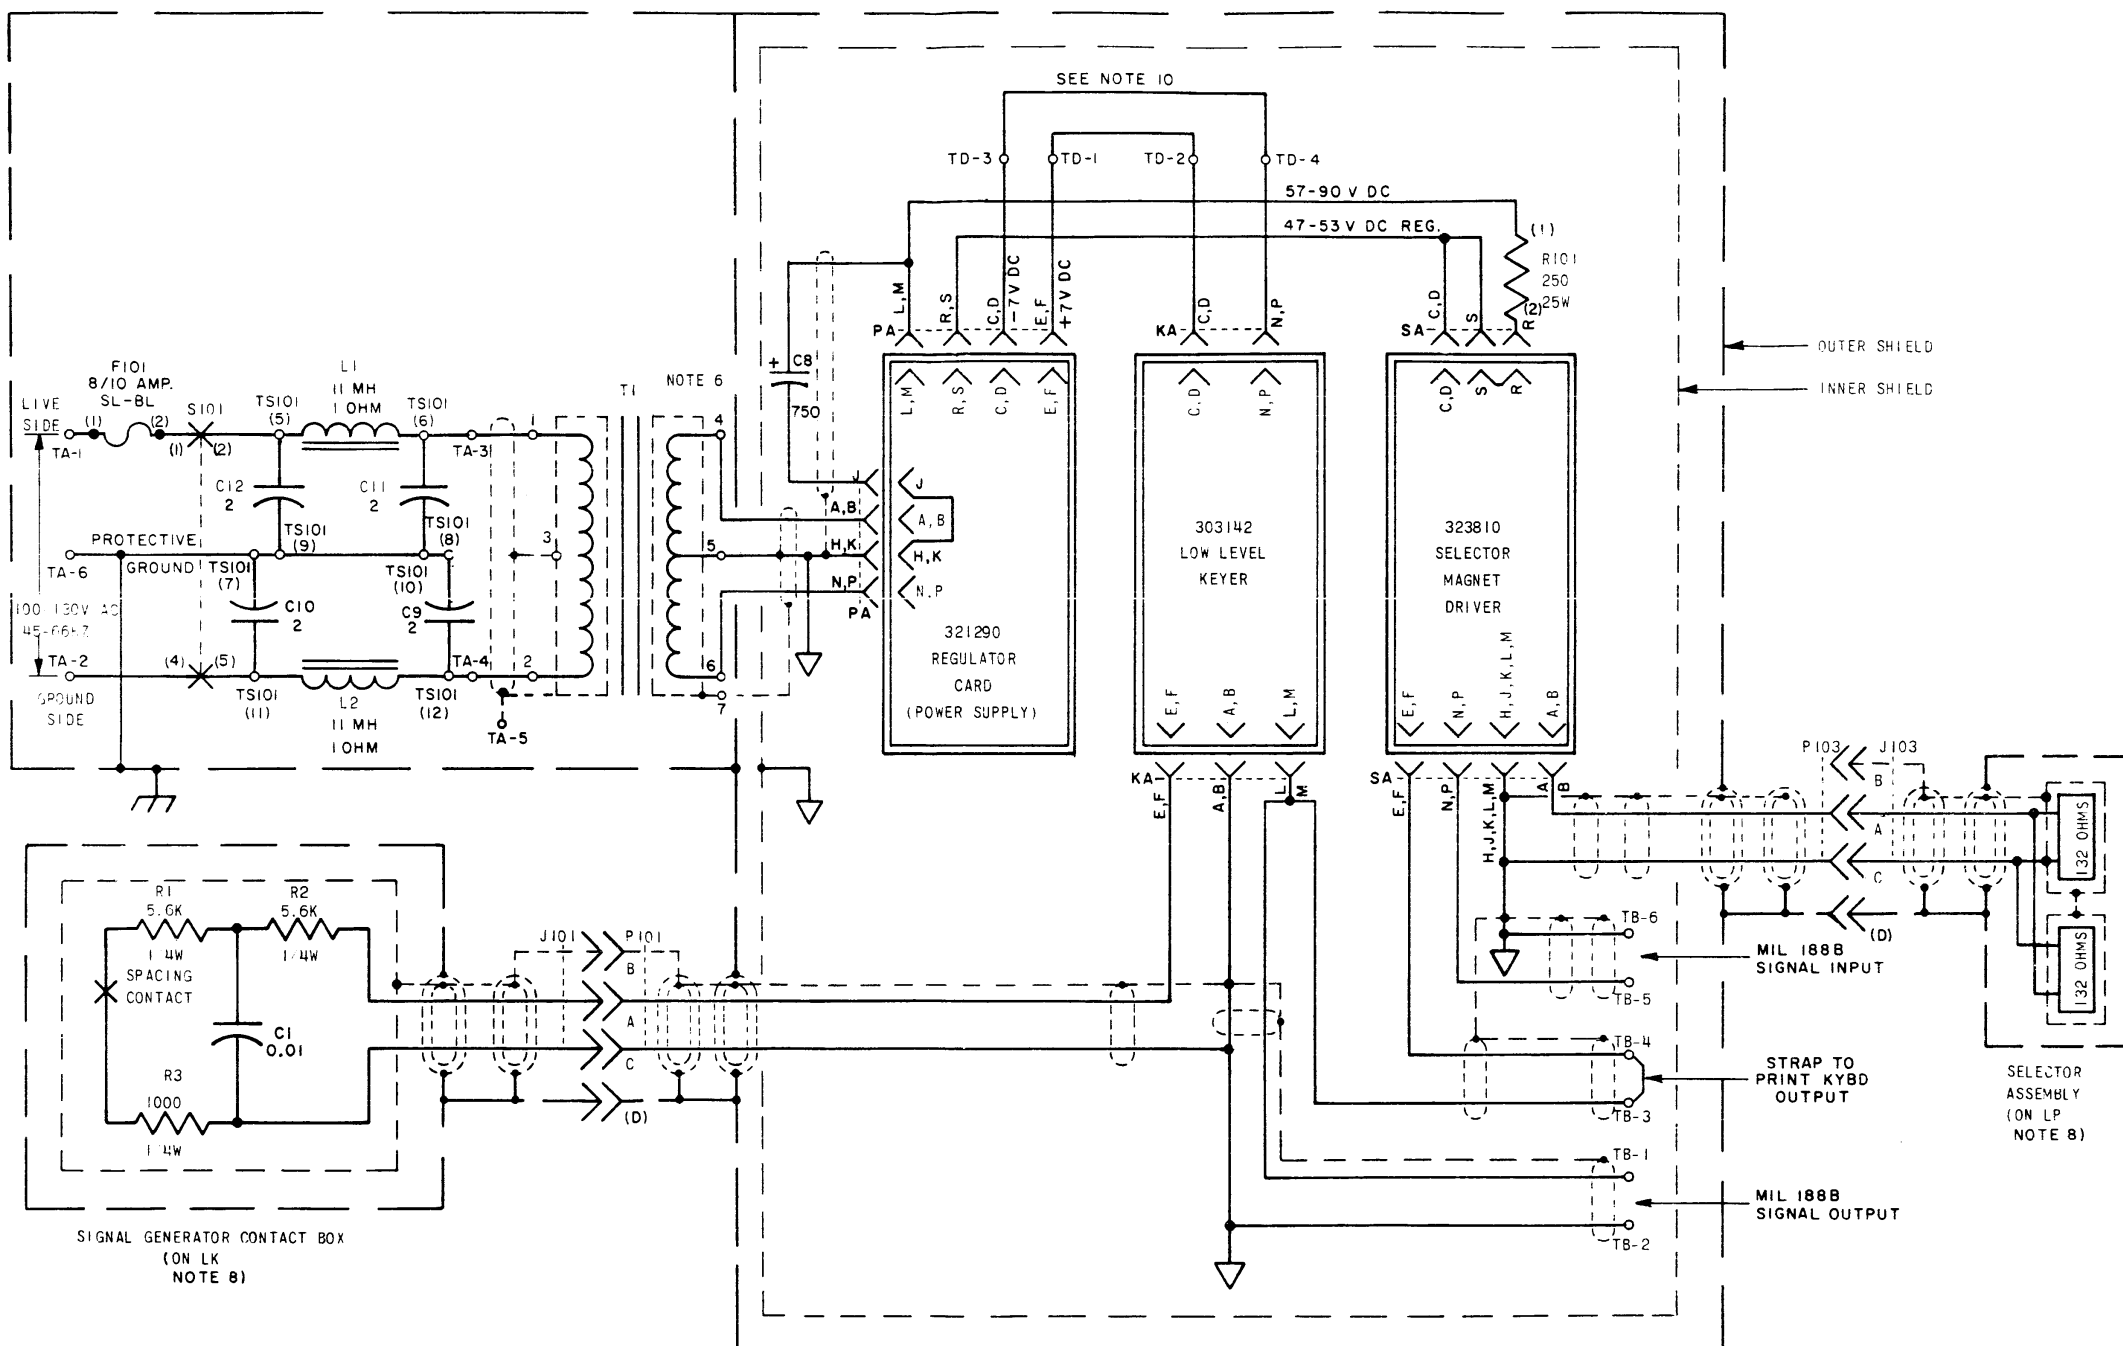 SEE NOTE 10
TD-3
TD-1
TD-2
TD-4
57-90 V DC
47-53 V DC REG.
(1)
R101
250
25W
(2)
L,M
R,S
C,D
-7V DC
E,F
+7V DC
C,D
N,P
C,D
S
R
PA
KA
SA
OUTER SHIELD
INNER SHIELD
F101
8/10 AMP.
SL-BL
LIVE
SIDE
(1)
(2)
TA-1
S101
(1)
(2)
TS101
(5)
L1
11 MH
1 OHM
TS101
(6)
TA-3
1
T1
NOTE 6
4
+
C8
750
L,M
R,S
C,D
E,F
C,D
N,P
C,D
S
R
C12
2
C11
2
TS101
(9)
TS101
(8)
PROTECTIVE
GROUND
TA-6
TS101
(7)
TS101
(10)
3
5
J
A,B
H,K
N,P
PA
J
A,B
H,K
N,P
100-130V AC
45-66HZ
C10
2
C9
2
TA-2
(4)
(5)
TA-4
2
6
7
GROUND
SIDE
TS101
(11)
L2
11 MH
1 OHM
TS101
(12)
TA-5
321290
REGULATOR
CARD
(POWER SUPPLY)
303142
LOW LEVEL
KEYER
323810
SELECTOR
MAGNET
DRIVER
E,F
A,B
L,M
E,F
N,P
H,J,K,L,M
A,B
KA
E,F
A,B
L
M
SA
E,F
N,P
H,J,K,L,M
A
B
P103
J103
B
A
C
(D)
132 OHMS
132 OHMS
R1
5.6K
1/4W
R2
5.6K
1/4W
SPACING
CONTACT
C1
0.01
R3
1000
1/4W
J101
P101
B
A
C
(D)
TB-6
MIL 188B
SIGNAL INPUT
TB-5
TB-4
STRAP TO
PRINT KYBD
OUTPUT
TB-3
TB-1
MIL 188B
SIGNAL OUTPUT
TB-2
SELECTOR
ASSEMBLY
(ON LP
NOTE 8)
SIGNAL GENERATOR CONTACT BOX
(ON LK
NOTE 8)